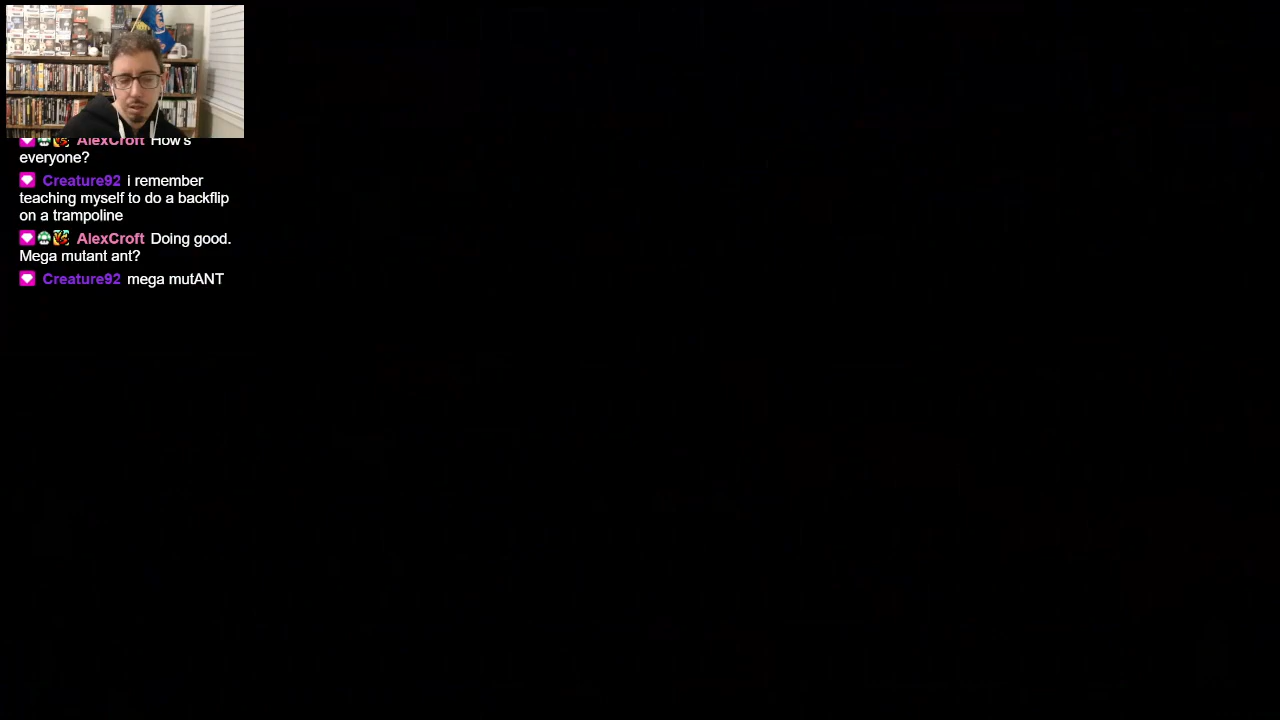 AlexCroft How's
everyone?
Creature92 i remember
teaching myself to do a backflip
on a trampoline
AlexCroft Doing good.
Mega mutant ant?
Creature92 mega mutANT